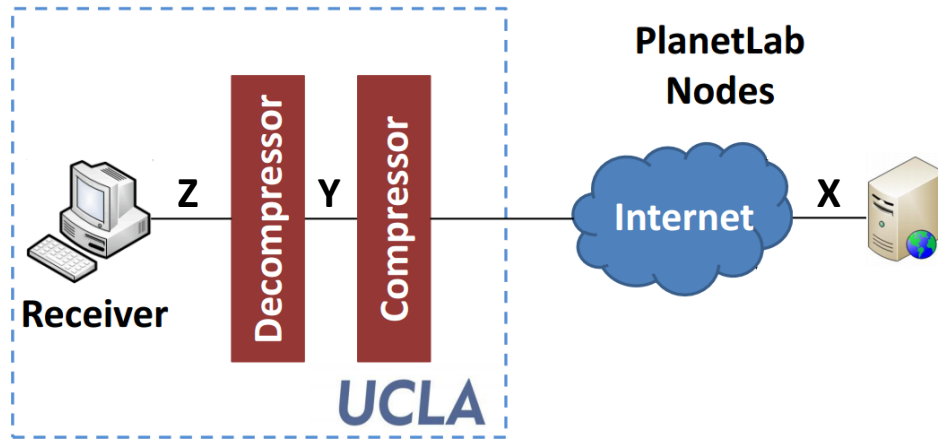 PlanetLab
Nodes
Z
Decompressor
Y
Compressor
Internet
X
Receiver
UCLA